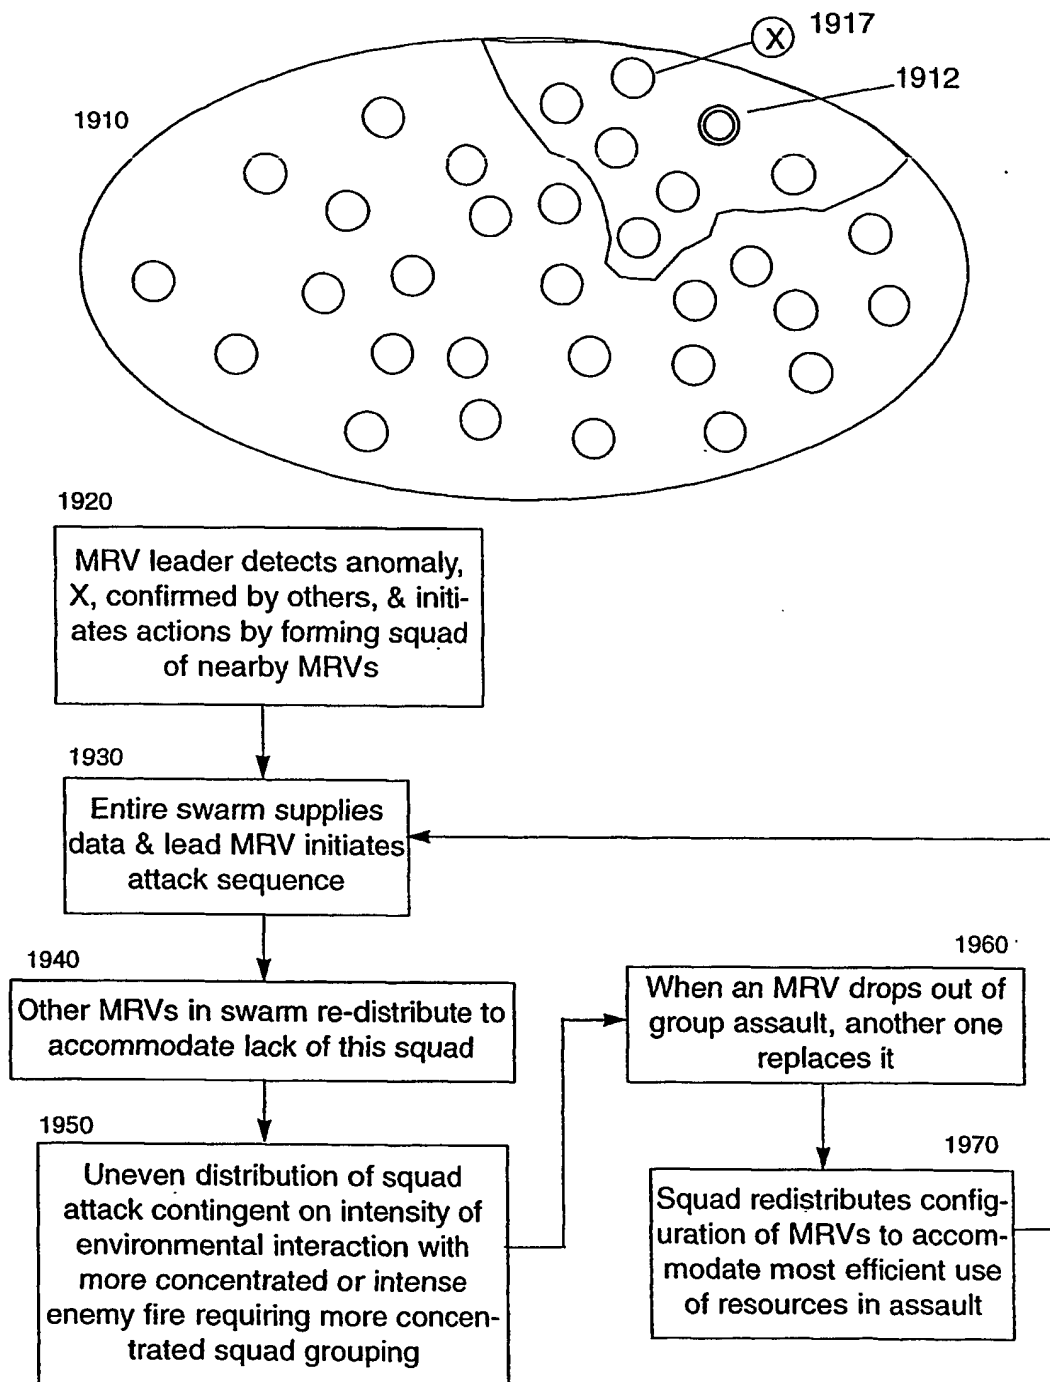 X 1917
1912
1910
1920
MRV leader detects anomaly,
X, confirmed by others, & initi-
ates actions by forming squad
of nearby MRVs
1930
Entire swarm supplies
data & lead MRV initiates
attack sequence
1940
Other MRVs in swarm re-distribute to
accommodate lack of this squad
1950
Uneven distribution of squad
attack contingent on intensity of
environmental interaction with
more concentrated or intense
enemy fire requiring more concen-
trated squad grouping
1960
When an MRV drops out of
group assault, another one
replaces it
1970
Squad redistributes config-
uration of MRVs to accom-
modate most efficient use
of resources in assault